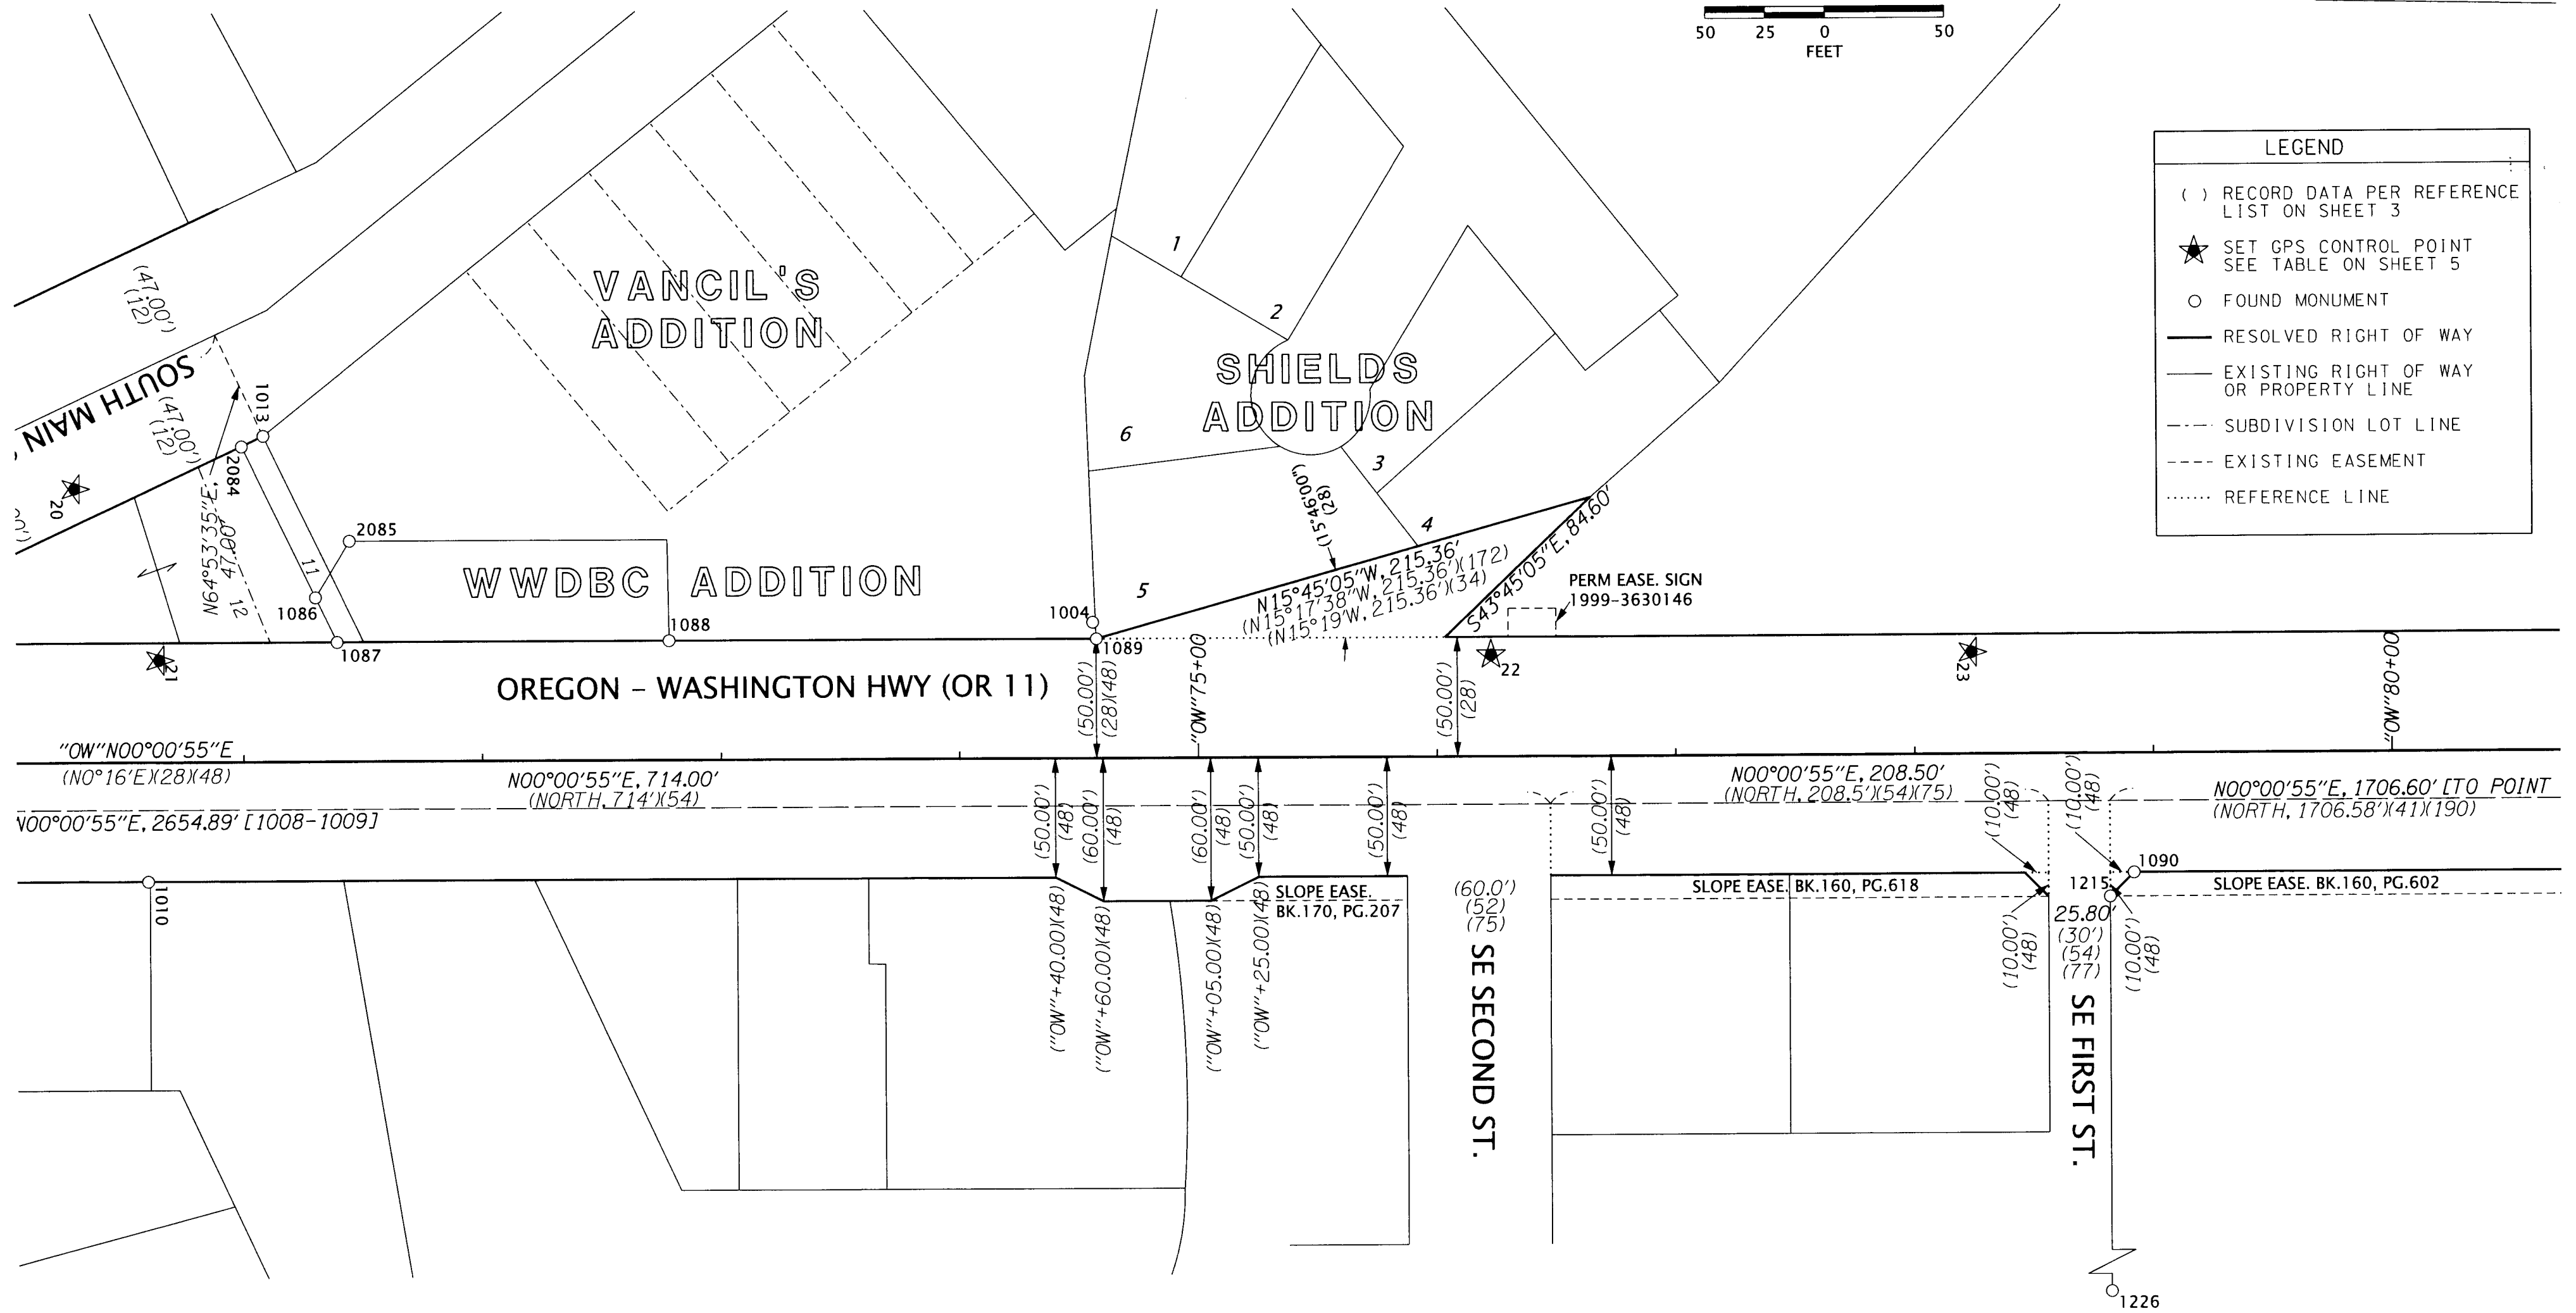 50 25 0 50
FEET
LEGEND
( ) RECORD DATA PER REFERENCE
LIST ON SHEET 3
SET GPS CONTROL POINT
SEE TABLE ON SHEET 5
FOUND MONUMENT
RESOLVED RIGHT OF WAY
EXISTING RIGHT OF WAY
OR PROPERTY LINE
SUBDIVISION LOT LINE
EXISTING EASEMENT
REFERENCE LINE
(47.00')
(12)
SOUTH MAIN
(47.00')
(12)
1013
2084
20
N64°53'35"E,
47.00'
12
11
2085
1086
1087
1088
21
VANCIL'S
ADDITION
WWDBC ADDITION
1
2
SHIELDS
ADDITION
6
3
4
5
(15°46'00")
(28)
1004
1089
N15°45'05"W, 215.36'
(N15°17'38"W, 215.36')(172)
(N15°19'W, 215.36')(34)
S43°45'05"E, 84.60'
PERM EASE. SIGN
1999-3630146
22
23
OREGON - WASHINGTON HWY (OR 11)
(50.00')
(28)(48)
"OW"75+00
(50.00')
(28)
"OW"80+00
"OW"N00°00'55"E
(N0°16'E)(28)(48)
N00°00'55"E, 714.00'
(NORTH, 714')(54)
N00°00'55"E, 2654.89' [1008-1009]
N00°00'55"E, 208.50'
(NORTH, 208.5')(54)(75)
N00°00'55"E, 1706.60' [TO POINT
(NORTH, 1706.58')(41)(190)
(50.00')
(48)
(60.00')
(48)
(60.00')
(48)
(50.00')
(48)
(50.00')
(48)
(50.00')
(48)
(10.00')
(48)
(10.00')
(48)
1010
("OW"+40.00)(48)
("OW"+60.00)(48)
("OW"+05.00)(48)
("OW"+25.00)(48)
SLOPE EASE.
BK.170, PG.207
(60.0')
(52)
(75)
SE SECOND ST.
SLOPE EASE. BK.160, PG.618
1090
1215
SLOPE EASE. BK.160, PG.602
(10.00')
(48)
25.80'
(30')
(54)
(77)
(10.00')
(48)
SE FIRST ST.
1226